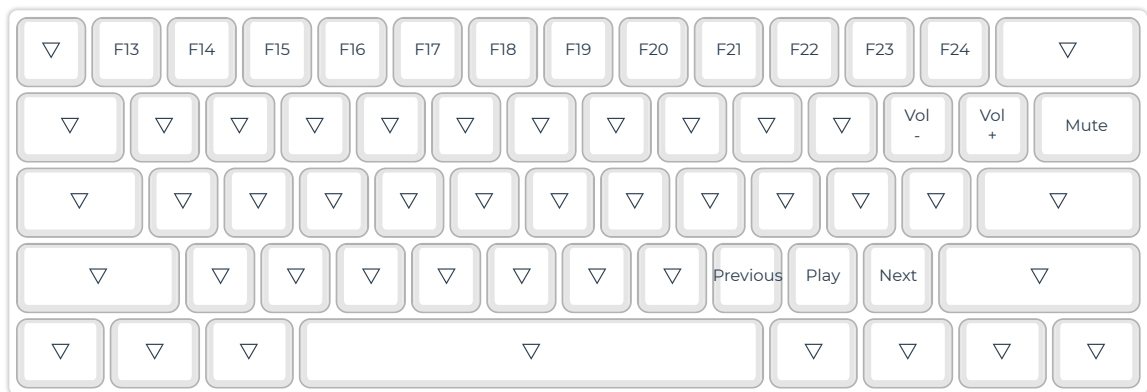 ▽ F13 F14 F15 F16 F17 F18 F19 F20 F21 F22 F23 F24 ▽
▽ ▽ ▽ ▽ ▽ ▽ ▽ ▽ ▽ ▽ ▽ Vol - Vol + Mute
▽ ▽ ▽ ▽ ▽ ▽ ▽ ▽ ▽ ▽ ▽ ▽ ▽
▽ ▽ ▽ ▽ ▽ ▽ ▽ ▽ Previous Play Next ▽
▽ ▽ ▽ ▽ ▽ ▽ ▽ ▽